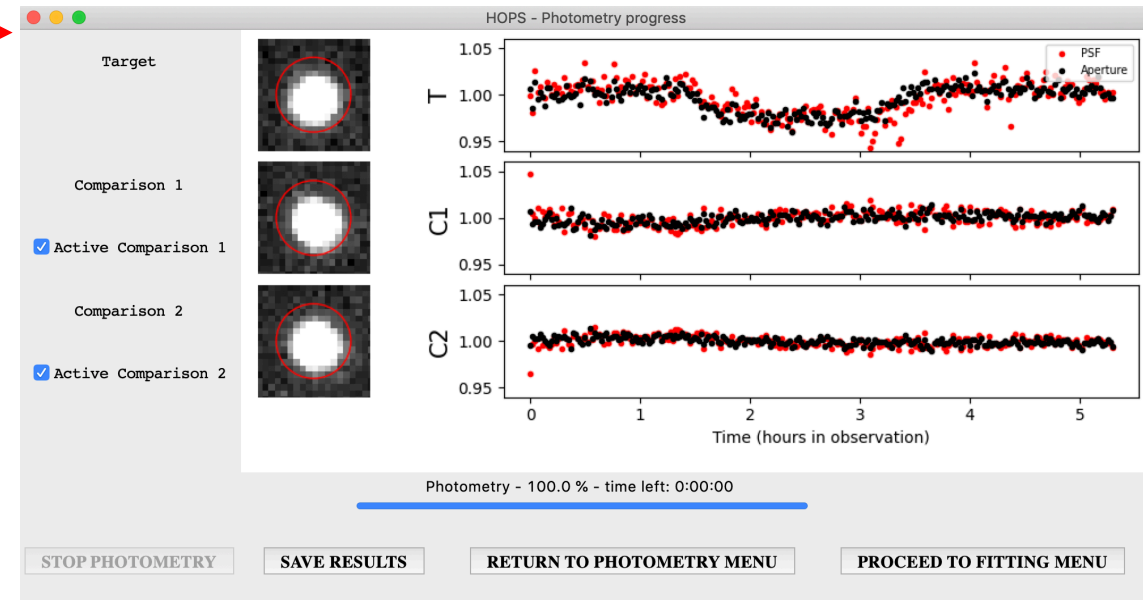 HOPS - Photometry progress
Target
Comparison 1
Active Comparison 1
Comparison 2
Active Comparison 2
T
1.05
1.00
0.95
PSF
Aperture
C1
1.05
1.00
0.95
C2
1.05
1.00
0.95
0 1 2 3 4 5
Time (hours in observation)
Photometry - 100.0 % - time left: 0:00:00
STOP PHOTOMETRY
SAVE RESULTS
RETURN TO PHOTOMETRY MENU
PROCEED TO FITTING MENU